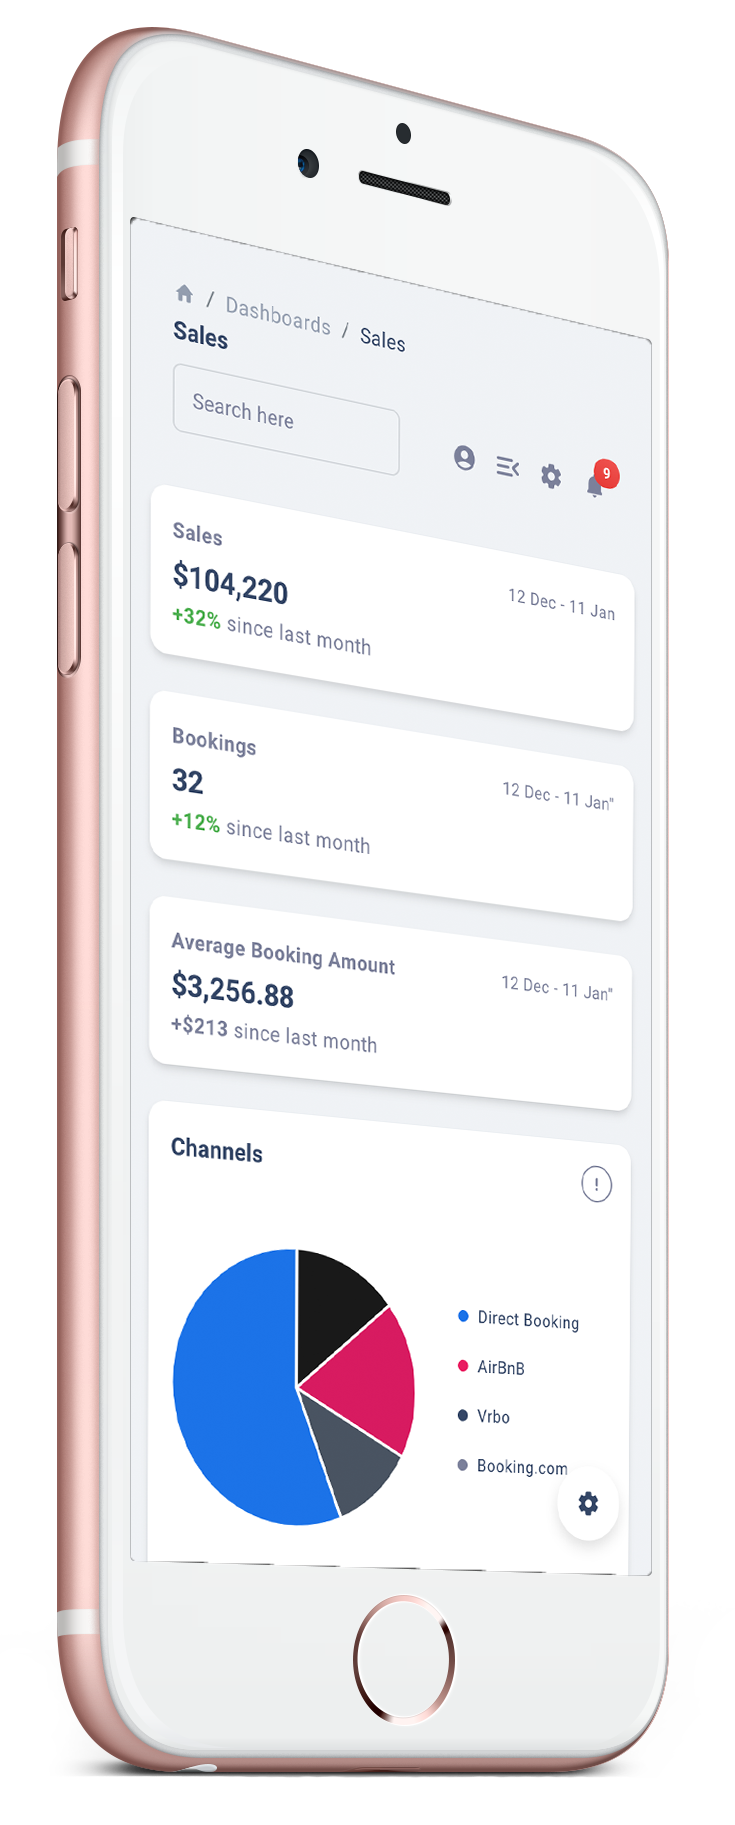 / Dashboards / Sales
Sales
Search here
9
Sales
$104,220
12 Dec - 11 Jan
+32% since last month
Bookings
32
12 Dec - 11 Jan"
+12% since last month
Average Booking Amount
$3,256.88
12 Dec - 11 Jan"
+$213 since last month
Channels
!
Direct Booking
AirBnB
Vrbo
Booking.com